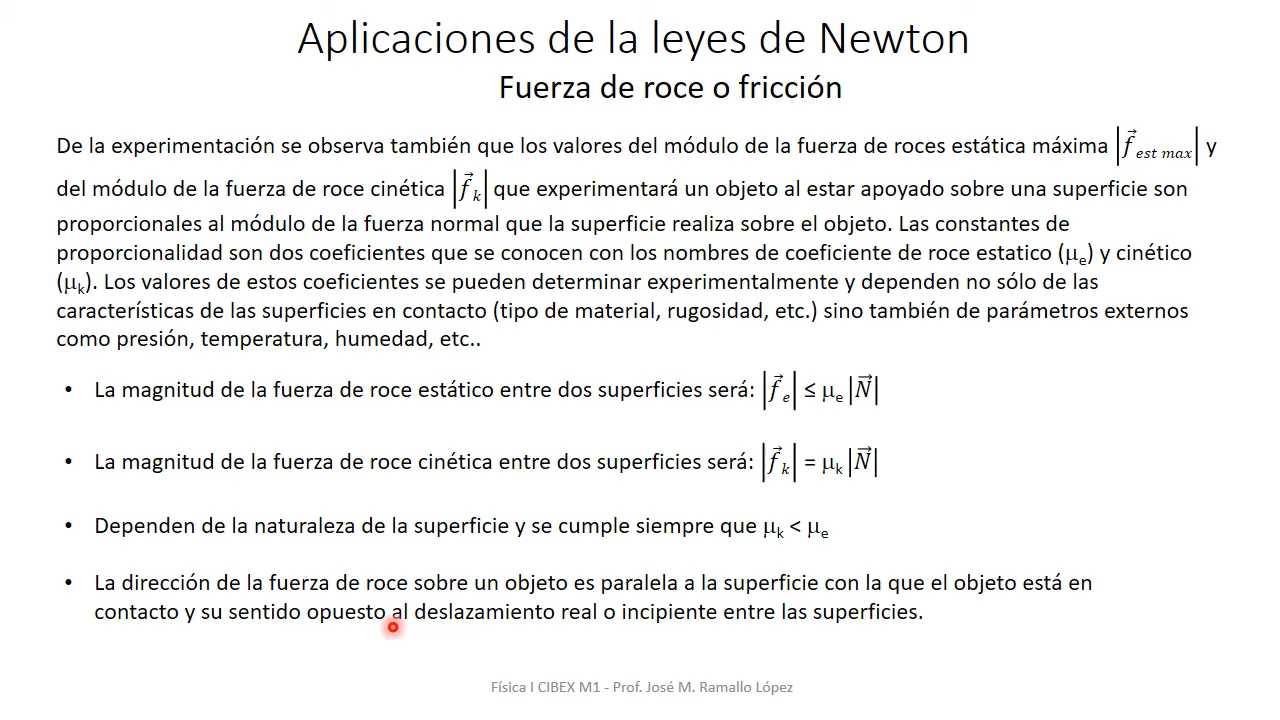 Aplicaciones de la leyes de Newton
Fuerza de roce o fricción
De la experimentación se observa también que los valores del módulo de la fuerza de roces estática máxima |f⃗ₑₛₜ ₘₐₓ| y
del módulo de la fuerza de roce cinética |f⃗ₖ| que experimentará un objeto al estar apoyado sobre una superficie son
proporcionales al módulo de la fuerza normal que la superficie realiza sobre el objeto. Las constantes de
proporcionalidad son dos coeficientes que se conocen con los nombres de coeficiente de roce estatico (μₑ) y cinético
(μₖ). Los valores de estos coeficientes se pueden determinar experimentalmente y dependen no sólo de las
características de las superficies en contacto (tipo de material, rugosidad, etc.) sino también de parámetros externos
como presión, temperatura, humedad, etc..
• La magnitud de la fuerza de roce estático entre dos superficies será: |f⃗ₑ| ≤ μₑ |N⃗|
• La magnitud de la fuerza de roce cinética entre dos superficies será: |f⃗ₖ| = μₖ |N⃗|
• Dependen de la naturaleza de la superficie y se cumple siempre que μₖ < μₑ
• La dirección de la fuerza de roce sobre un objeto es paralela a la superficie con la que el objeto está en
contacto y su sentido opuesto al deslazamiento real o incipiente entre las superficies.
Física I CIBEX M1 - Prof. José M. Ramallo López